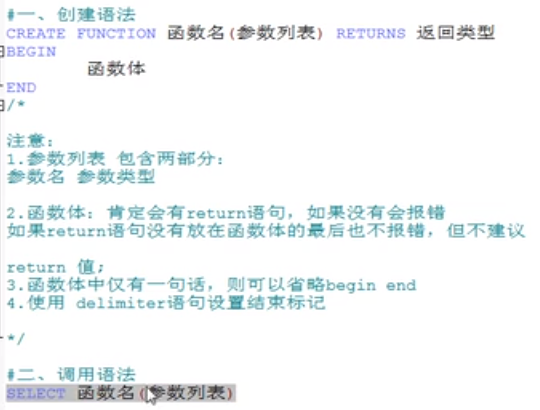 #一、创建语法
CREATE FUNCTION 函数名(参数列表) RETURNS 返回类型
BEGIN
函数体
END
/*
注意：
1.参数列表 包含两部分：
参数名 参数类型
2.函数体：肯定会有return语句，如果没有会报错
如果return语句没有放在函数体的最后也不报错，但不建议
return 值;
3.函数体中仅有一句话，则可以省略begin end
4.使用 delimiter语句设置结束标记
*/
#二、调用语法
SELECT 函数名(参数列表)